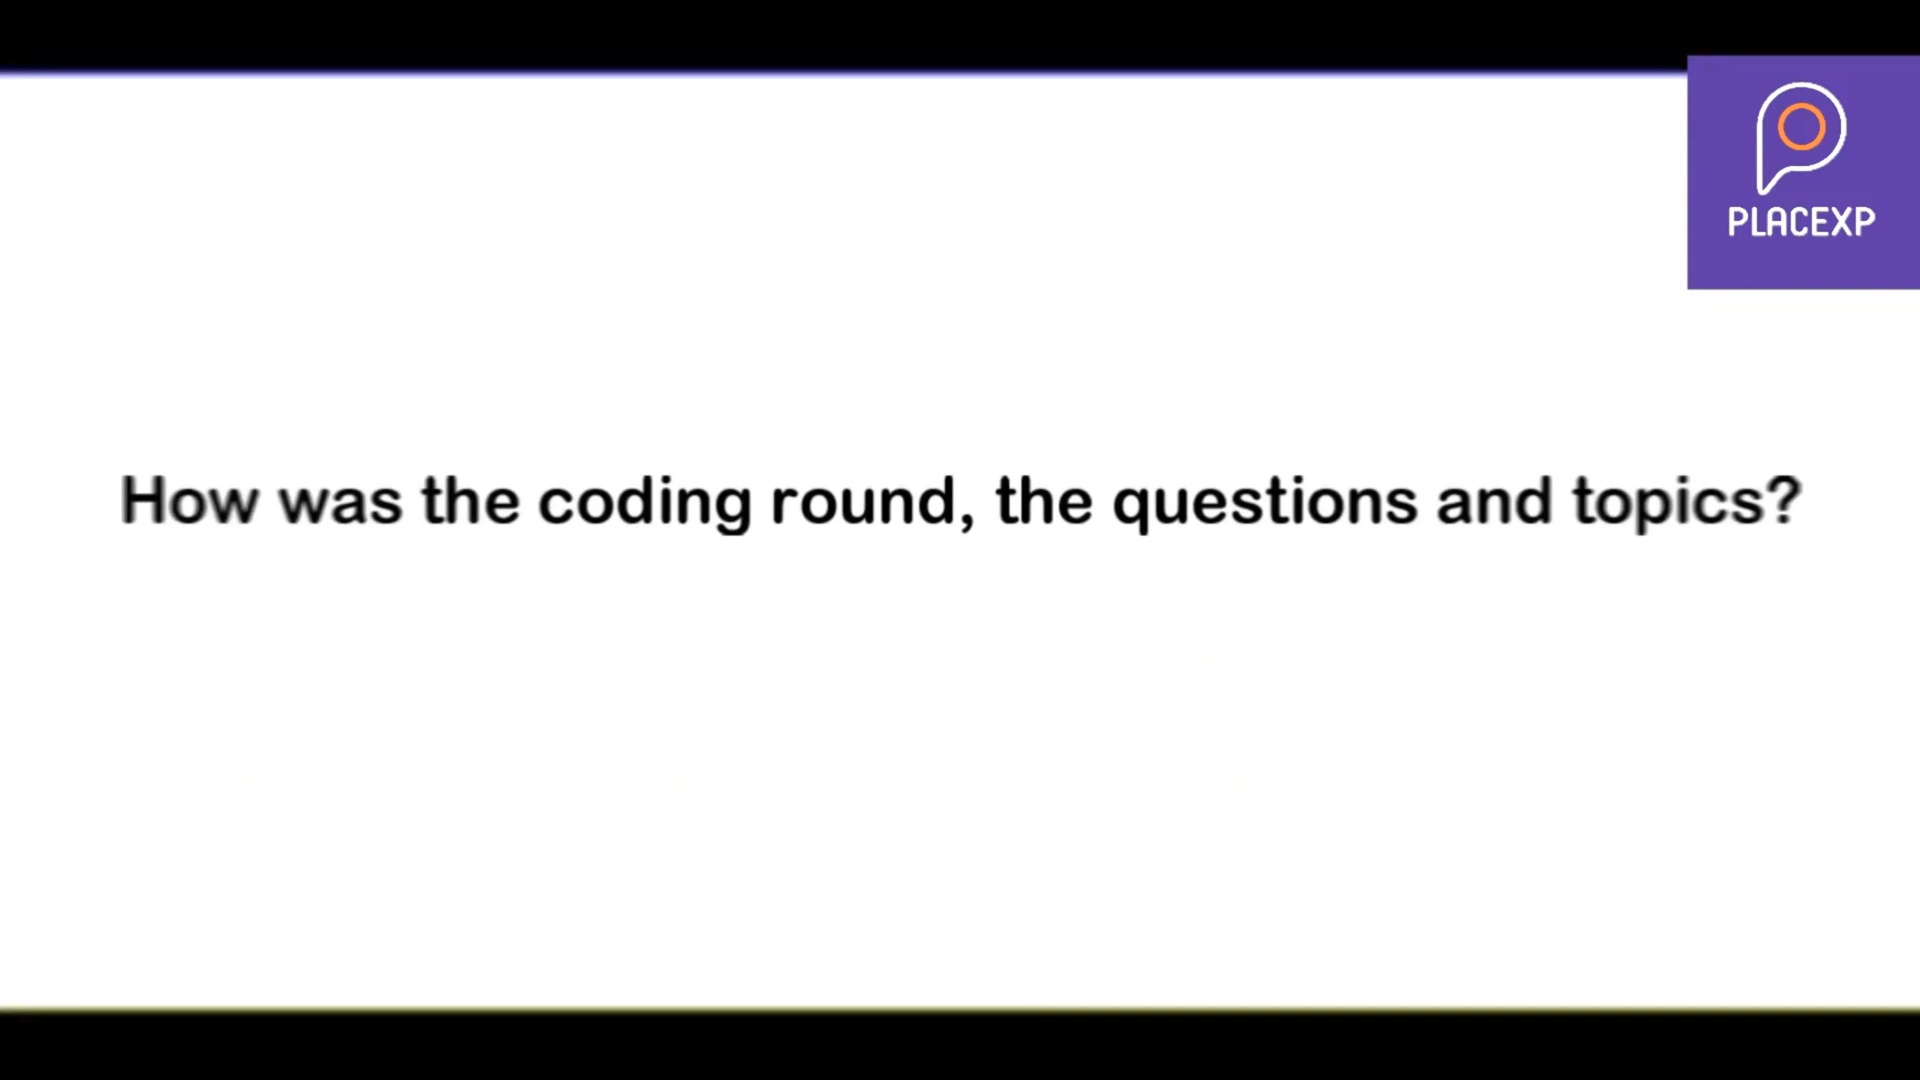 PLACEXP
How was the coding round, the questions and topics?